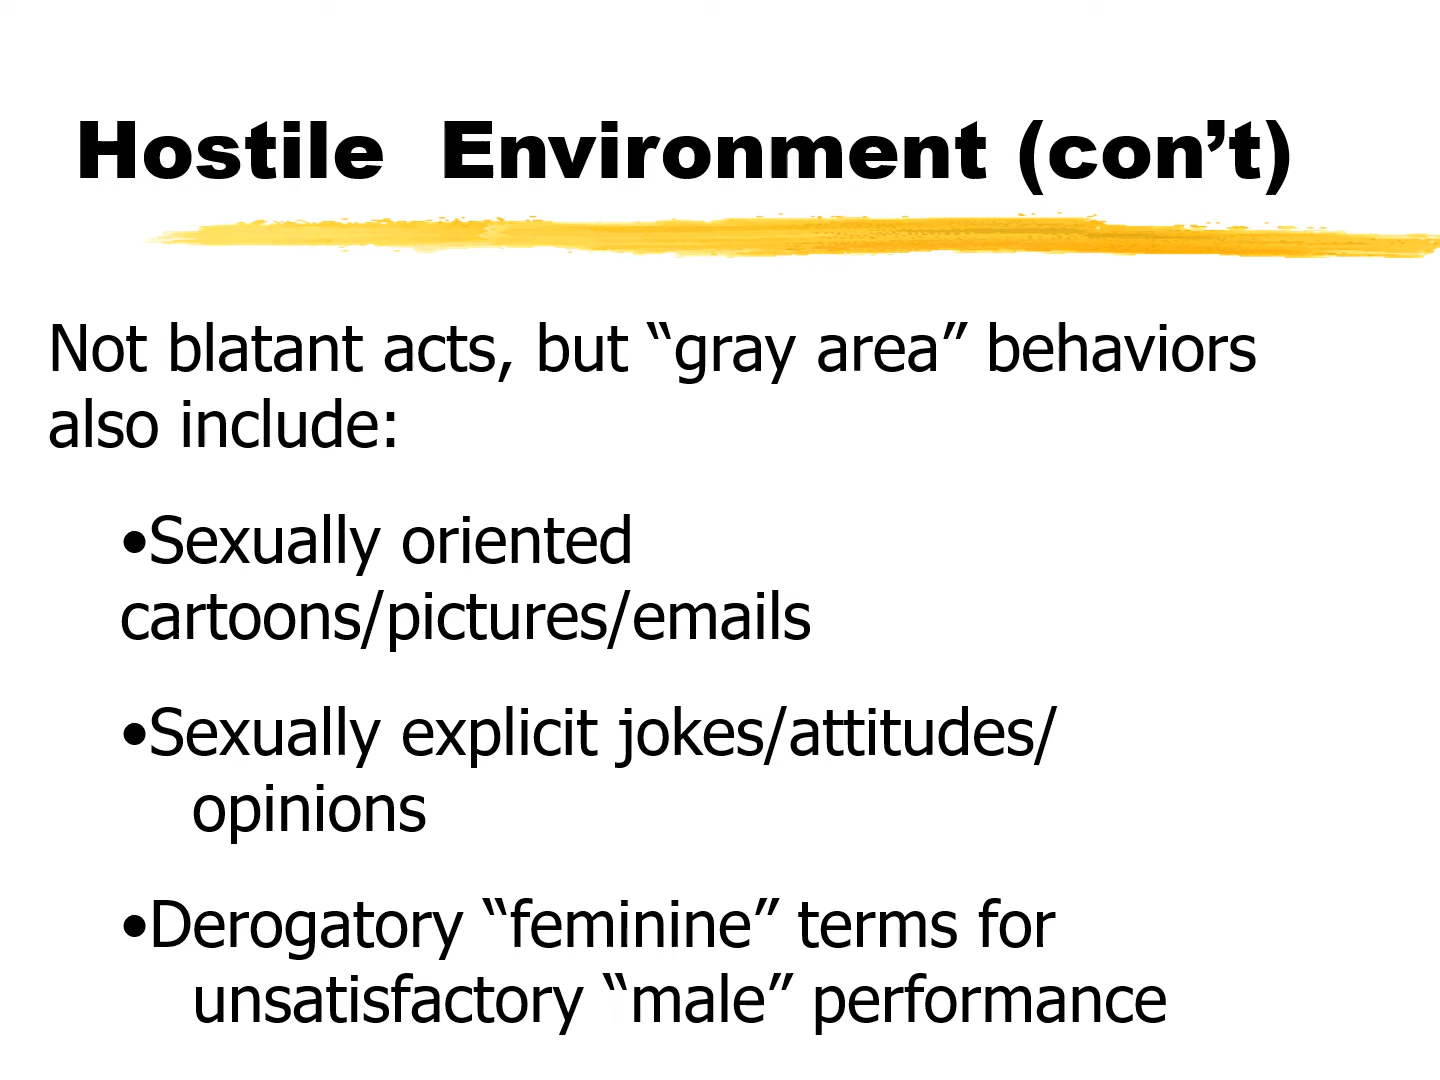 Hostile  Environment (con’t)
Not blatant acts, but “gray area” behaviors
also include:
•Sexually oriented
cartoons/pictures/emails
•Sexually explicit jokes/attitudes/
opinions
•Derogatory “feminine” terms for
unsatisfactory “male” performance